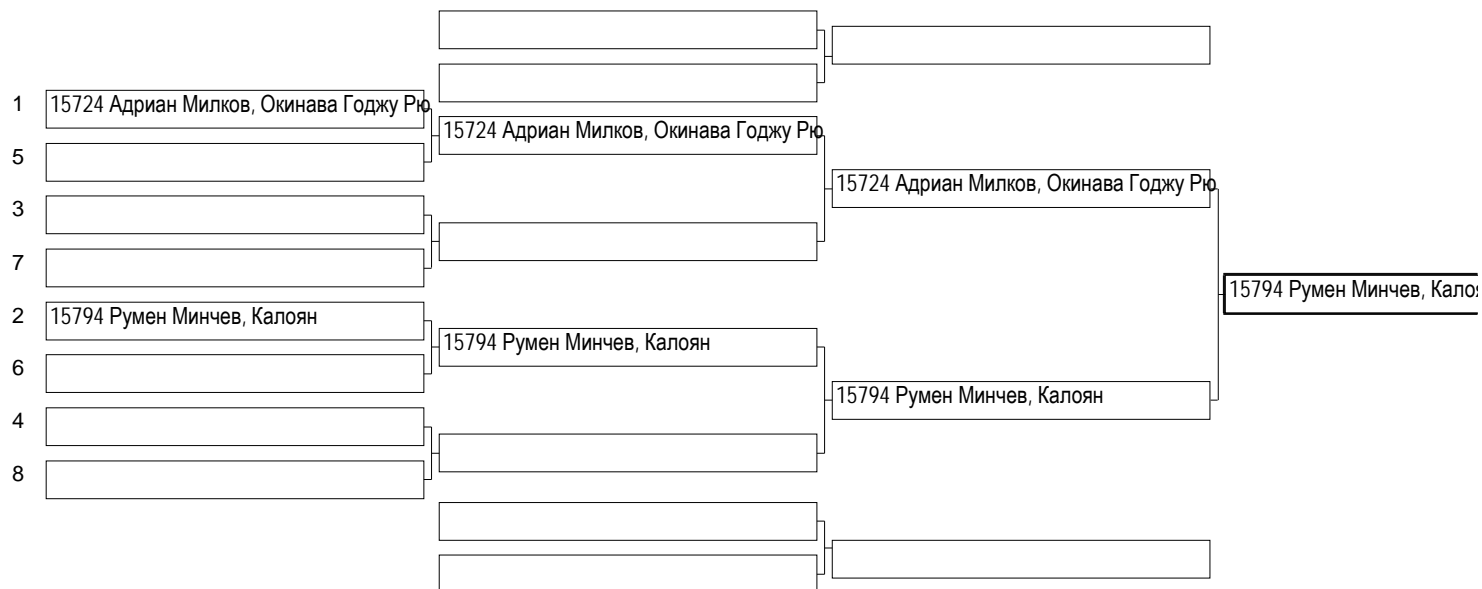 1 15724 Адриан Милков, Окинава Годжу Рю
5
3
7
2 15794 Румен Минчев, Калоян
6
4
8
15724 Адриан Милков, Окинава Годжу Рю
15794 Румен Минчев, Калоян
15724 Адриан Милков, Окинава Годжу Рю
15794 Румен Минчев, Калоян
15794 Румен Минчев,